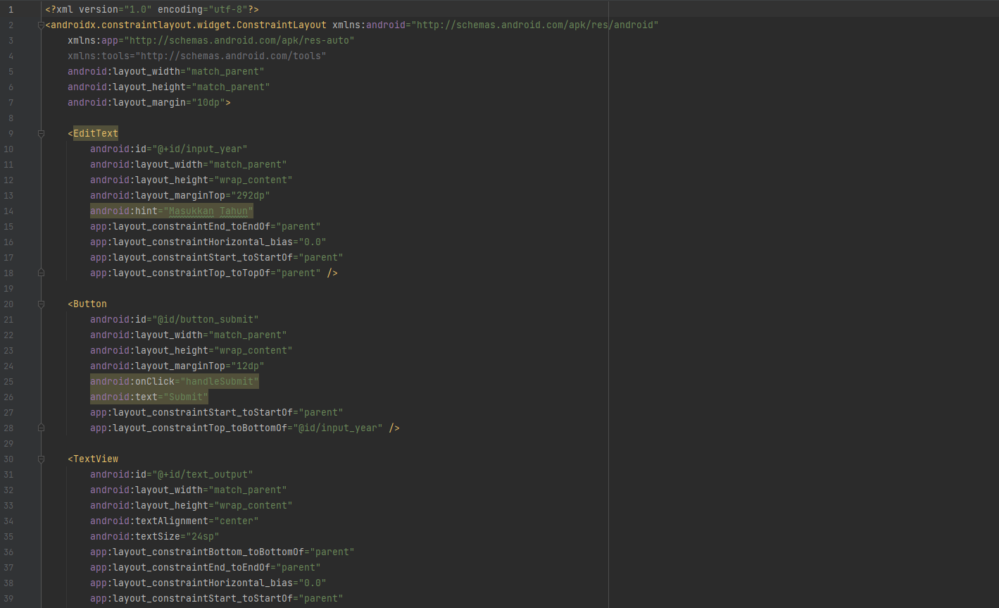 1 <?xml version="1.0" encoding="utf-8"?>
2 <androidx.constraintlayout.widget.ConstraintLayout xmlns:android="http://schemas.android.com/apk/res/android"
3     xmlns:app="http://schemas.android.com/apk/res-auto"
4     xmlns:tools="http://schemas.android.com/tools"
5     android:layout_width="match_parent"
6     android:layout_height="match_parent"
7     android:layout_margin="10dp">
8
9     <EditText
10         android:id="@+id/input_year"
11         android:layout_width="match_parent"
12         android:layout_height="wrap_content"
13         android:layout_marginTop="292dp"
14         android:hint="Masukkan Tahun"
15         app:layout_constraintEnd_toEndOf="parent"
16         app:layout_constraintHorizontal_bias="0.0"
17         app:layout_constraintStart_toStartOf="parent"
18         app:layout_constraintTop_toTopOf="parent" />
19
20     <Button
21         android:id="@id/button_submit"
22         android:layout_width="match_parent"
23         android:layout_height="wrap_content"
24         android:layout_marginTop="12dp"
25         android:onClick="handleSubmit"
26         android:text="Submit"
27         app:layout_constraintStart_toStartOf="parent"
28         app:layout_constraintTop_toBottomOf="@id/input_year" />
29
30     <TextView
31         android:id="@+id/text_output"
32         android:layout_width="match_parent"
33         android:layout_height="wrap_content"
34         android:textAlignment="center"
35         android:textSize="24sp"
36         app:layout_constraintBottom_toBottomOf="parent"
37         app:layout_constraintEnd_toEndOf="parent"
38         app:layout_constraintHorizontal_bias="0.0"
39         app:layout_constraintStart_toStartOf="parent"